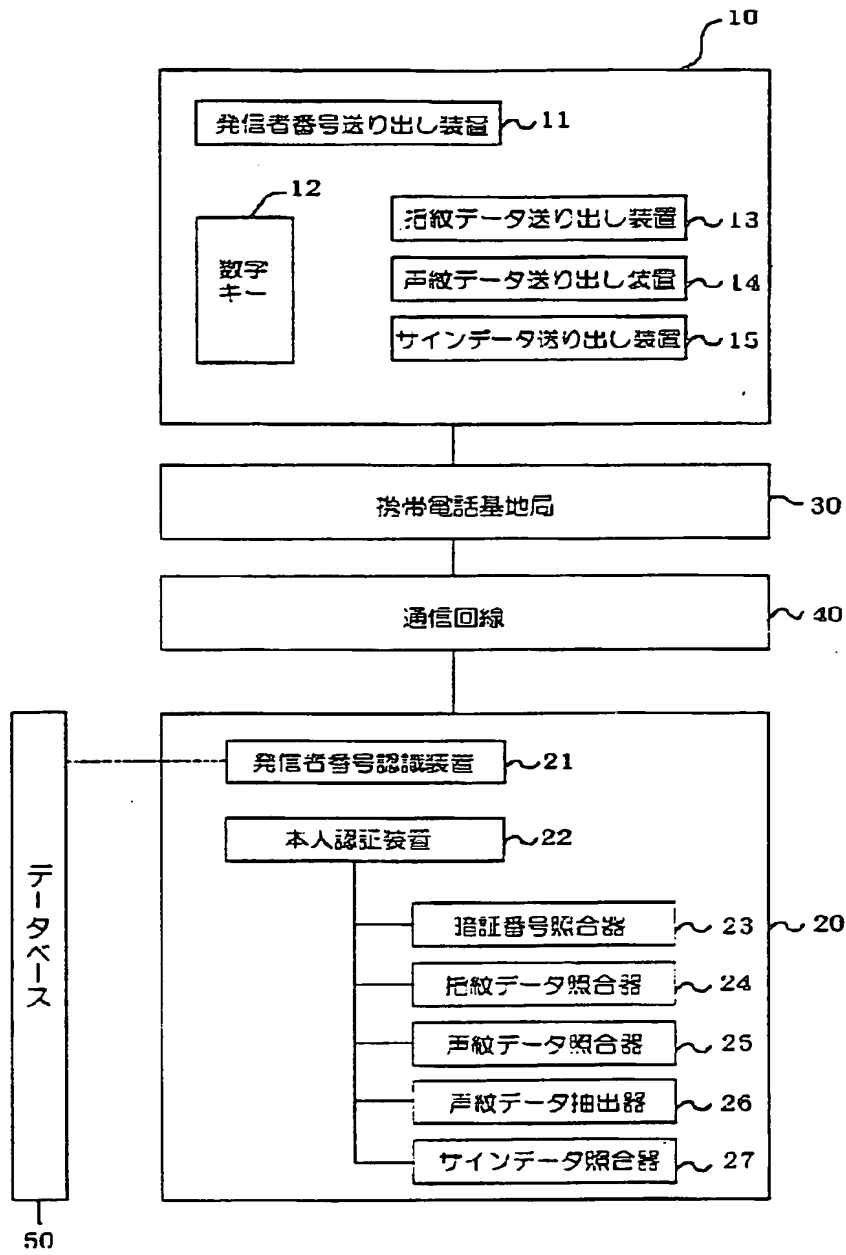 10
発信者番号送り出し装置 11
12
数字
キー
指紋データ送り出し装置 13
声紋データ送り出し装置 14
サインデータ送り出し装置 15
携帯電話基地局 30
通信回線 40
発信者番号認識装置 21
本人認証装置 22
データベース
暗証番号照合器 23
20
指紋データ照合器 24
声紋データ照合器 25
声紋データ抽出器 26
サインデータ照合器 27
50